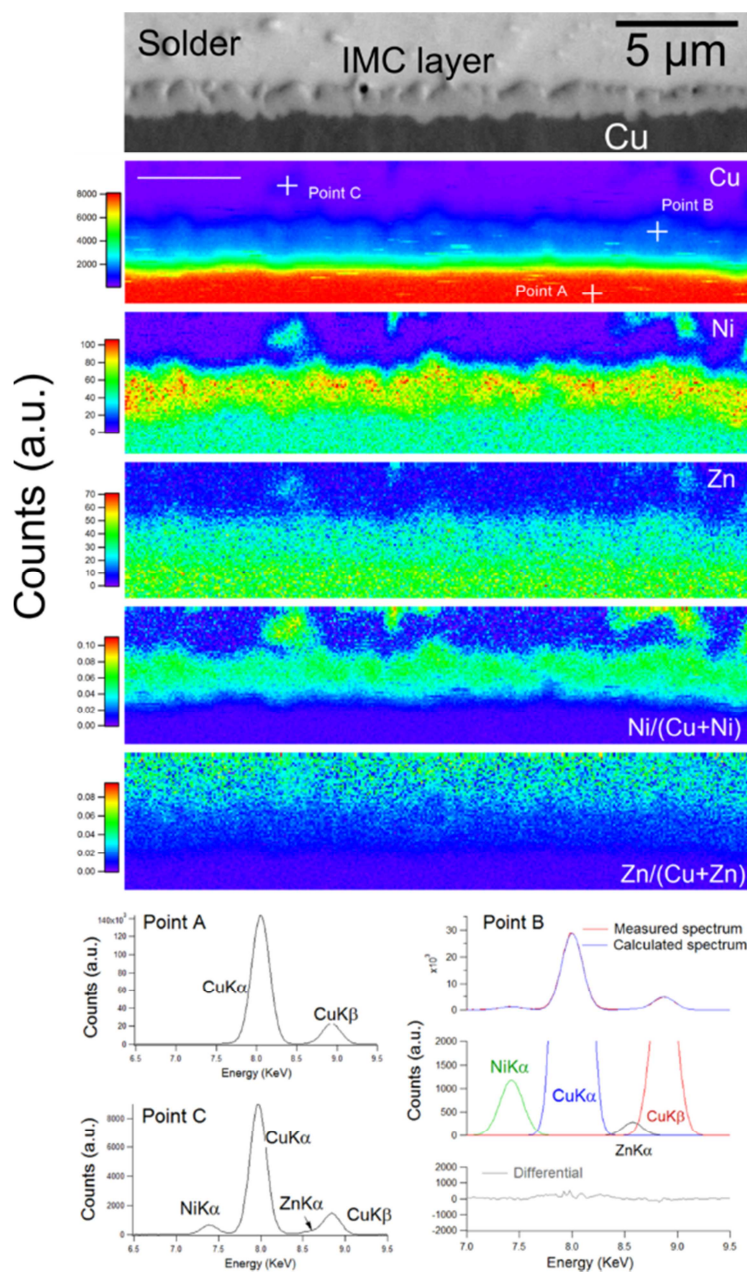 Solder
IMC layer
5 μm
Cu
Counts (a.u.)
Cu
Point C
Point B
Point A
8000
6000
4000
2000
Ni
100
80
60
40
20
0
Zn
70
60
50
40
30
20
10
0
0.10
0.08
0.06
0.04
0.02
0.00
Ni/(Cu+Ni)
0.08
0.06
0.04
0.02
0.00
Zn/(Cu+Zn)
Point A
Counts (a.u.)
140x10³
120
100
80
60
40
20
0
CuKα
CuKβ
6.5 7.0 7.5 8.0 8.5 9.0 9.5
Energy (KeV)
Point C
Counts (a.u.)
8000
6000
4000
2000
0
NiKα
CuKα
ZnKα
CuKβ
6.5 7.0 7.5 8.0 8.5 9.0 9.5
Energy (KeV)
Point B
Measured spectrum
Calculated spectrum
x10³
30
20
10
0
Counts (a.u.)
2000
1500
1000
500
0
NiKα
CuKα
CuKβ
ZnKα
Differential
2000
1000
0
-1000
-2000
7.0 7.5 8.0 8.5 9.0 9.5
Energy (KeV)